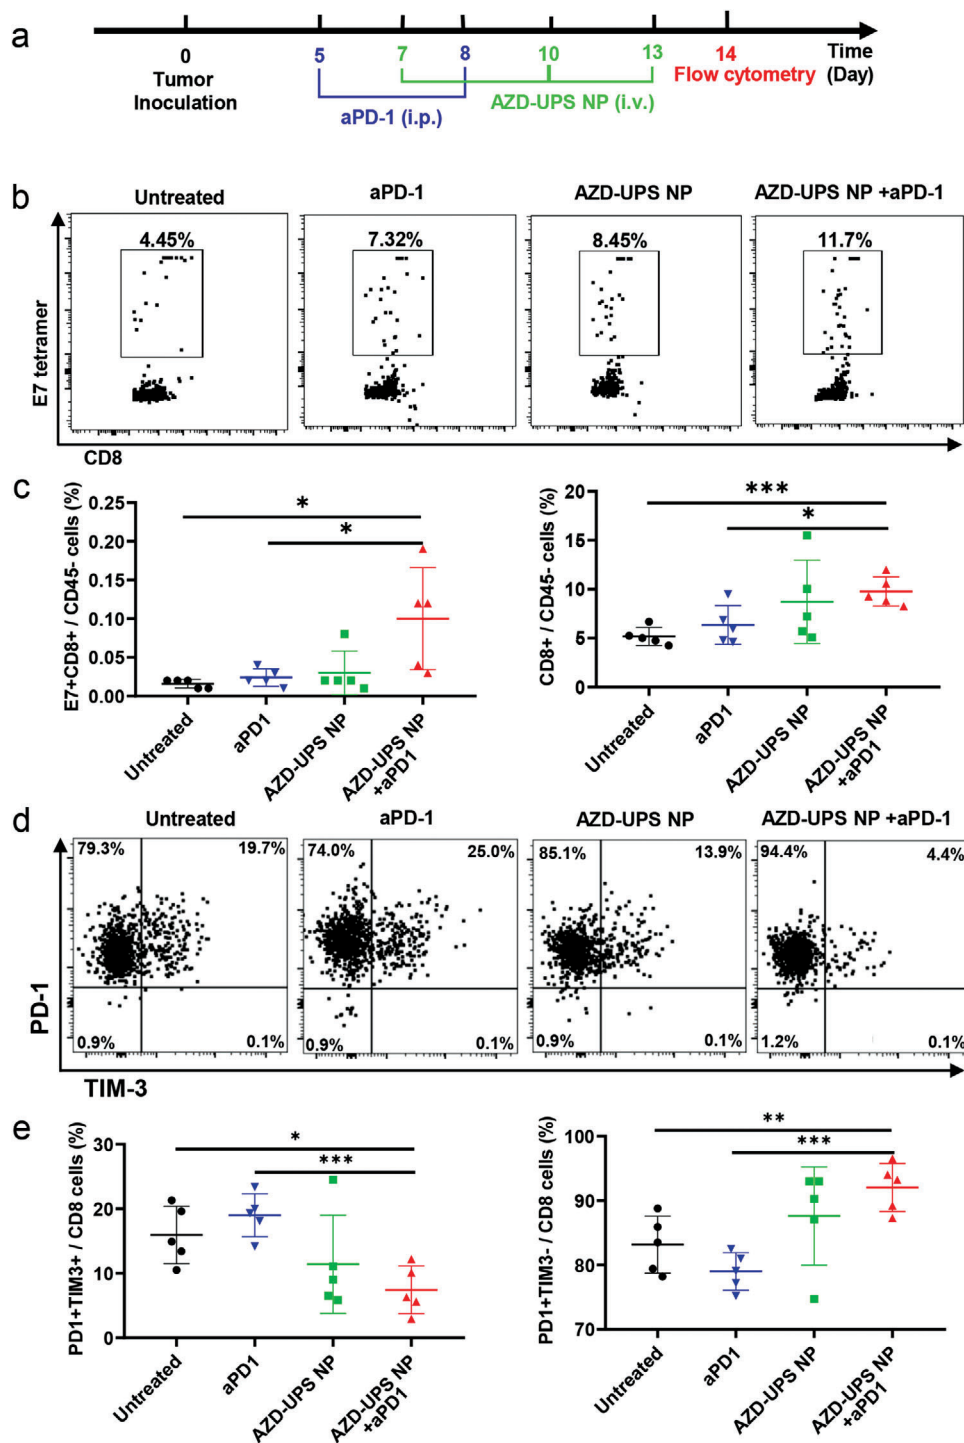 a
0 5 7 8 10 13 14 Time
Tumor Flow cytometry (Day)
Inoculation aPD-1 (i.p.) AZD-UPS NP (i.v.)
b
Untreated aPD-1 AZD-UPS NP AZD-UPS NP +aPD-1
4.45% 7.32% 8.45% 11.7%
E7 tetramer
CD8
c
E7+CD8+ / CD45- cells (%)
0.25
0.20
0.15
0.10
0.05
0.00
* *
Untreated
aPD1
AZD-UPS NP
AZD-UPS NP
+aPD1
CD8+ / CD45- cells (%)
20
15
10
5
0
***
*
Untreated
aPD1
AZD-UPS NP
AZD-UPS NP
+aPD1
d
Untreated aPD-1 AZD-UPS NP AZD-UPS NP +aPD-1
79.3% 19.7% 74.0% 25.0% 85.1% 13.9% 94.4% 4.4%
PD-1
0.9% 0.1% 0.9% 0.1% 0.9% 0.1% 1.2% 0.1%
TIM-3
e
PD1+TIM3+ / CD8 cells (%)
30
20
10
0
*
***
Untreated
aPD1
AZD-UPS NP
AZD-UPS NP
+aPD1
PD1+TIM3- / CD8 cells (%)
100
90
80
70
**
***
Untreated
aPD1
AZD-UPS NP
AZD-UPS NP
+aPD1